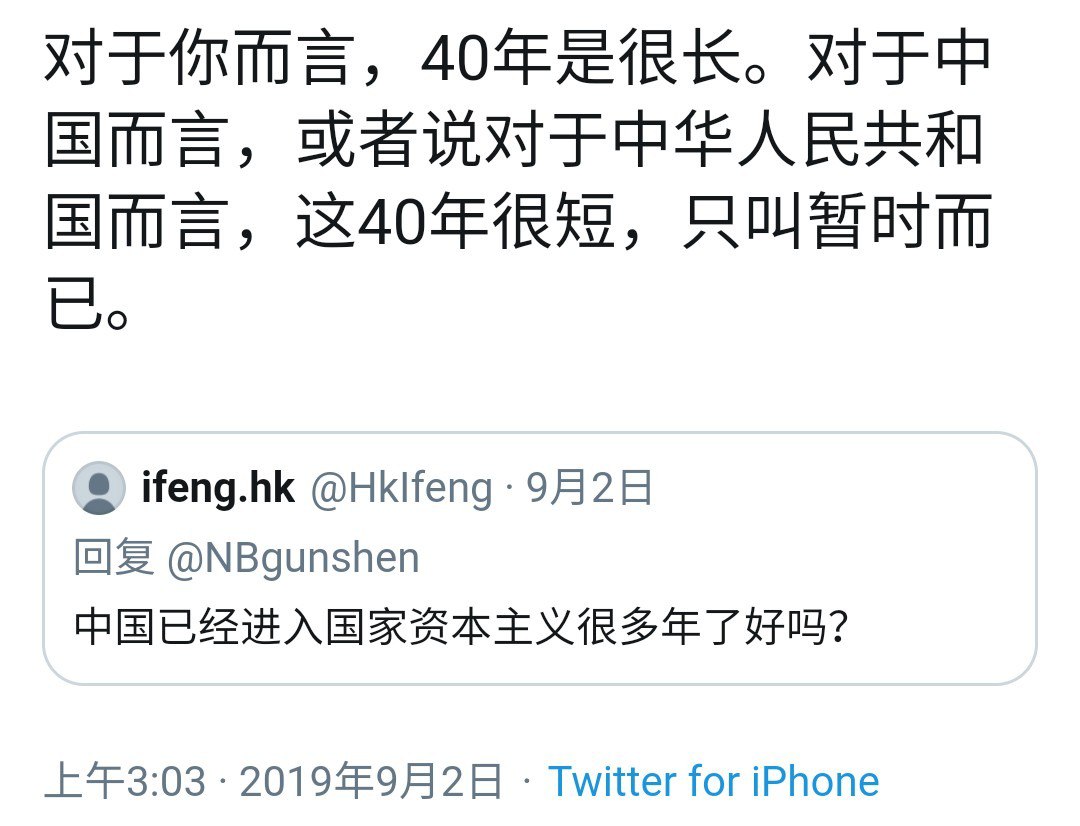 对于你而言，40年是很长。对于中
国而言，或者说对于中华人民共和
国而言，这40年很短，只叫暂时而
已。
ifeng.hk @HkIfeng · 9月2日
回复 @NBgunshen
中国已经进入国家资本主义很多年了好吗？
上午3:03 · 2019年9月2日 · Twitter for iPhone